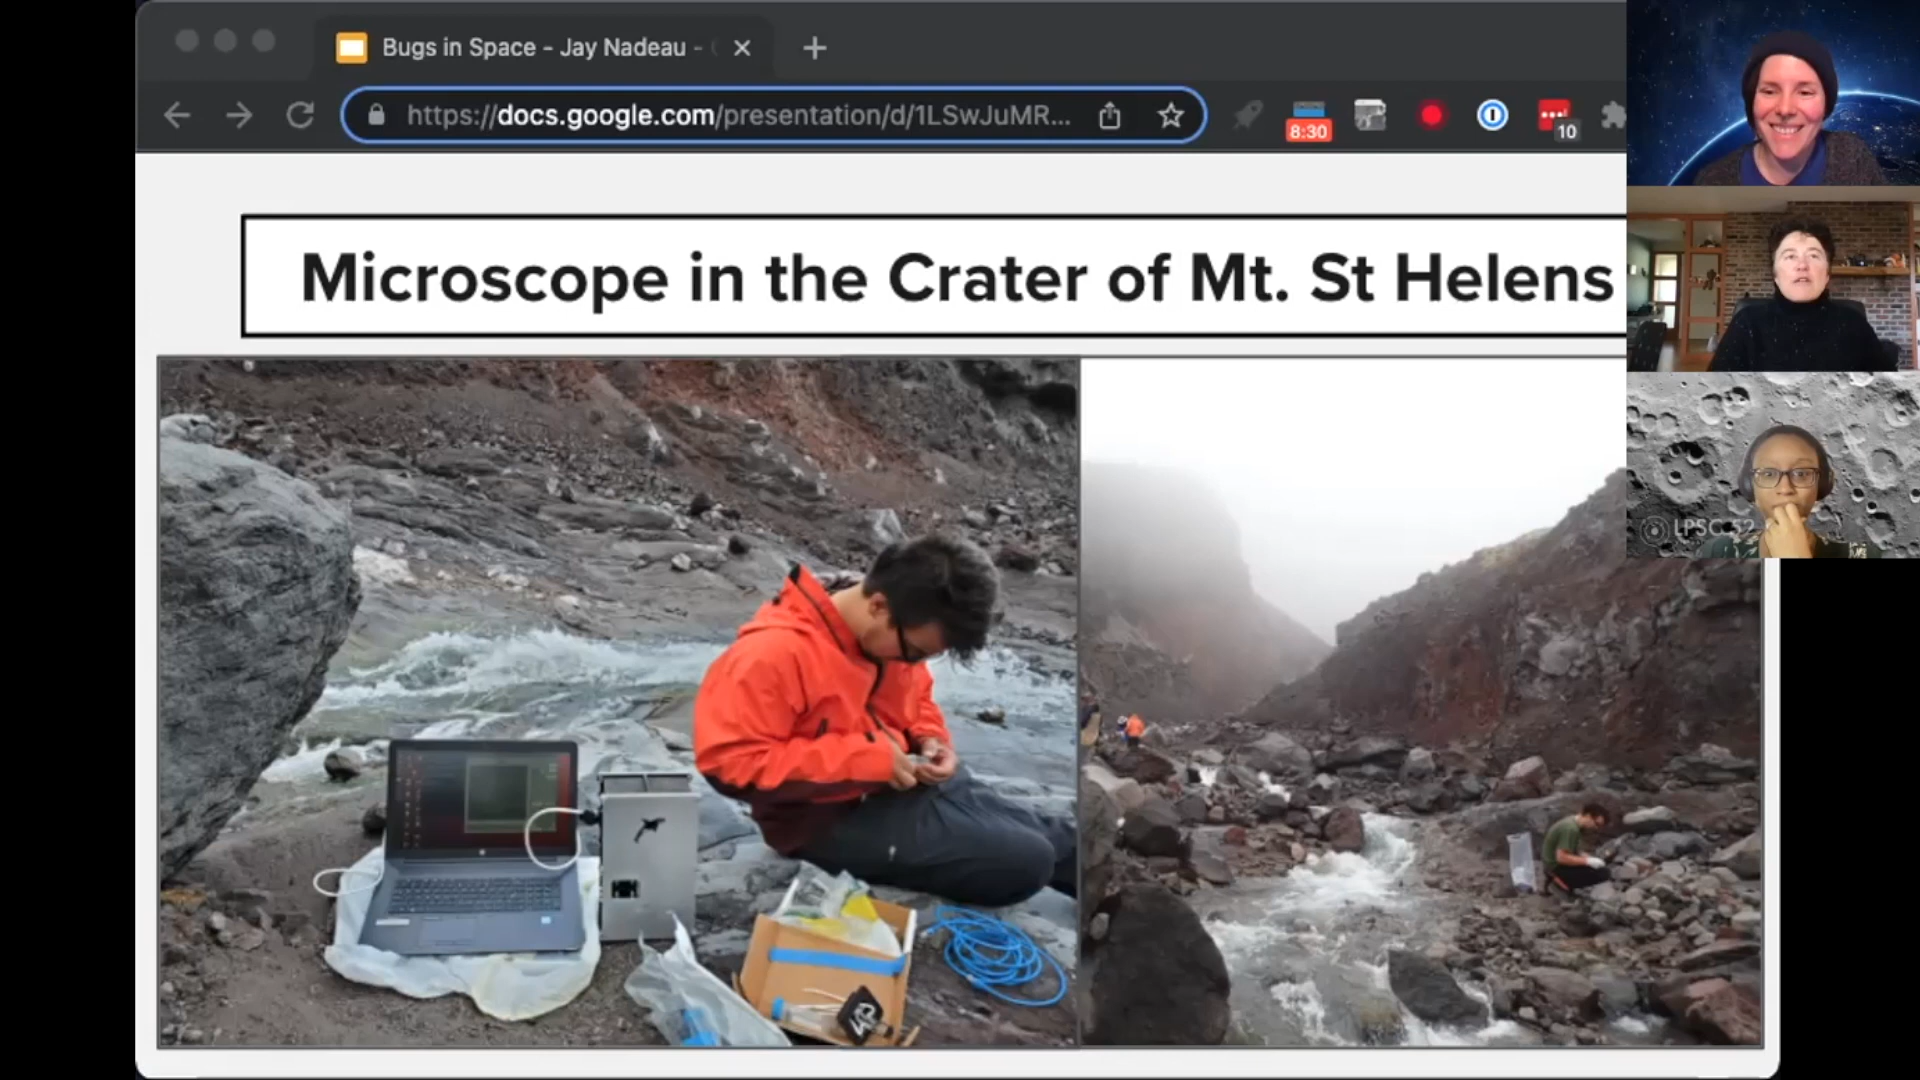 Bugs in Space - Jay Nadeau -
https://docs.google.com/presentation/d/1LSwJuMR...
8:30
10
Microscope in the Crater of Mt. St Helens
LPSC 52